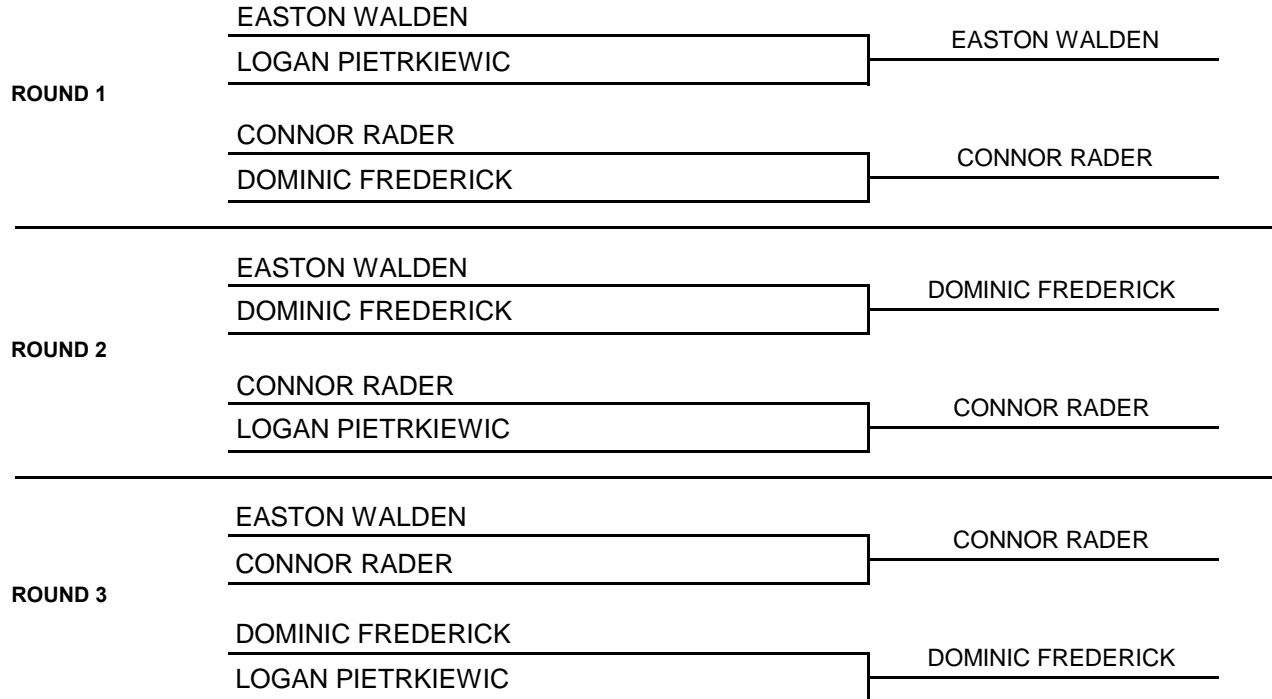 EASTON WALDEN
EASTON WALDEN
LOGAN PIETRKIEWIC
ROUND 1
CONNOR RADER
CONNOR RADER
DOMINIC FREDERICK
EASTON WALDEN
DOMINIC FREDERICK
DOMINIC FREDERICK
ROUND 2
CONNOR RADER
CONNOR RADER
LOGAN PIETRKIEWIC
EASTON WALDEN
CONNOR RADER
CONNOR RADER
ROUND 3
DOMINIC FREDERICK
DOMINIC FREDERICK
LOGAN PIETRKIEWIC